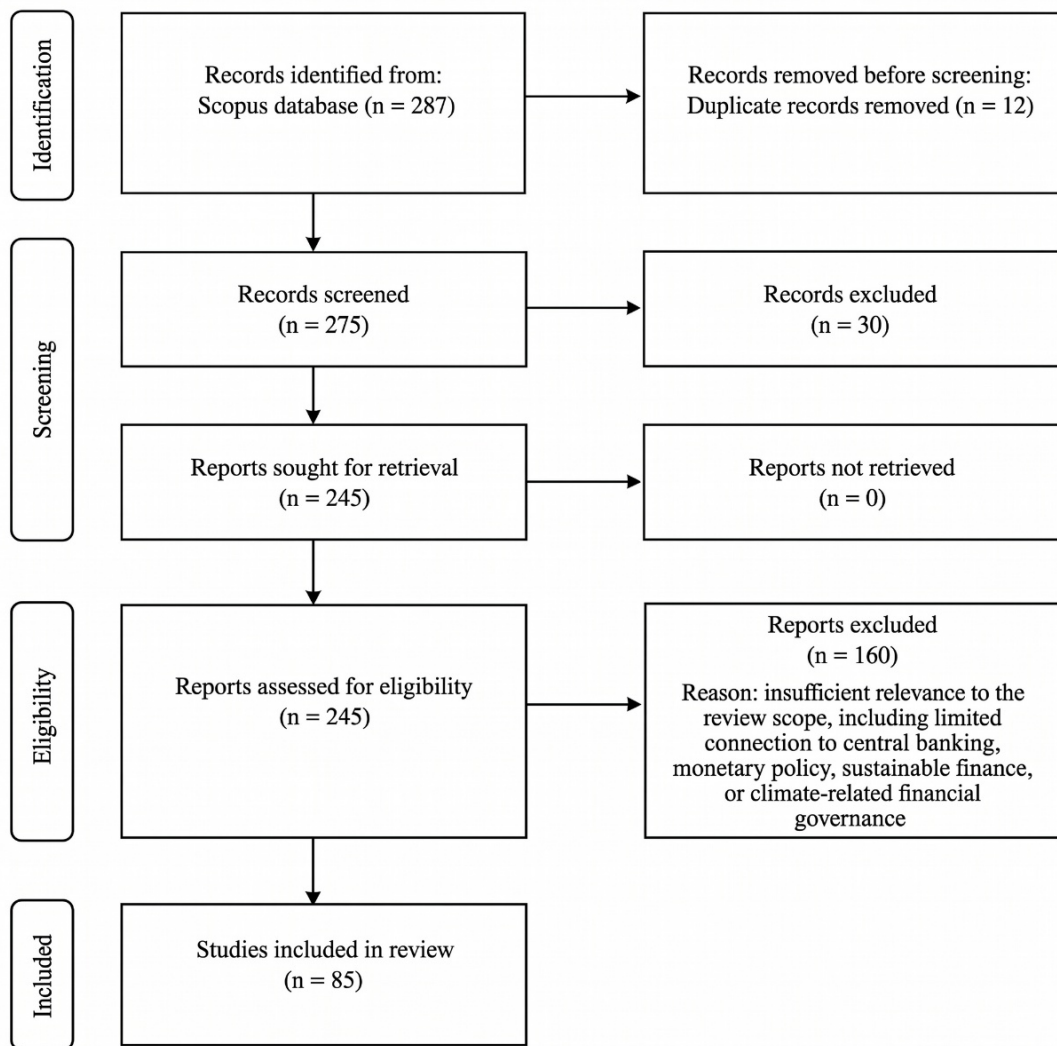 Identification
Records identified from:
Scopus database (n = 287)
Records removed before screening:
Duplicate records removed (n = 12)
Screening
Records screened
(n = 275)
Records excluded
(n = 30)
Reports sought for retrieval
(n = 245)
Reports not retrieved
(n = 0)
Eligibility
Reports assessed for eligibility
(n = 245)
Reports excluded
(n = 160)
Reason: insufficient relevance to the
review scope, including limited
connection to central banking,
monetary policy, sustainable finance,
or climate-related financial
governance
Included
Studies included in review
(n = 85)